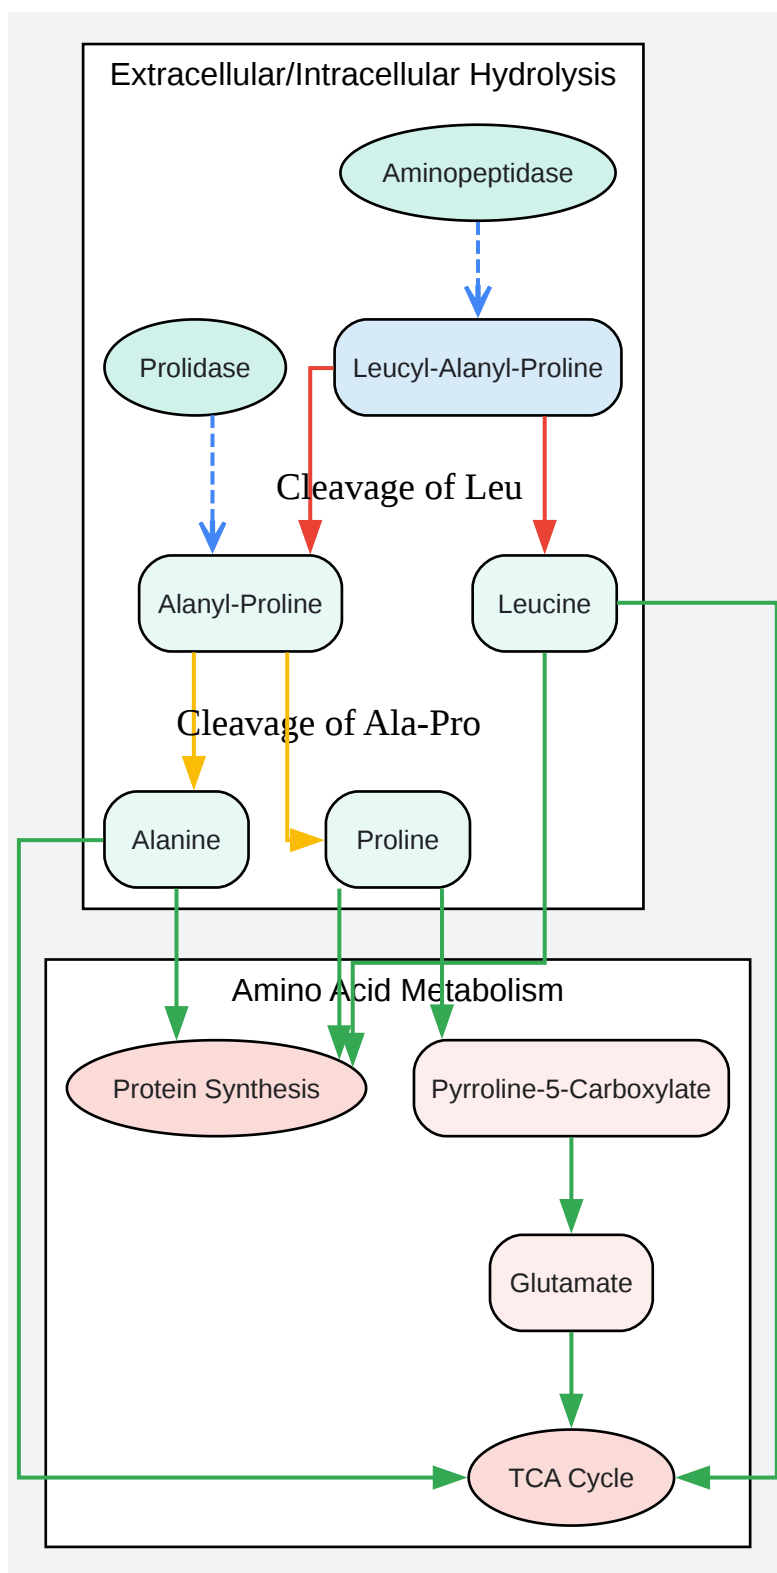 Extracellular/Intracellular Hydrolysis
Aminopeptidase
Prolidase
Leucyl-Alanyl-Proline
Cleavage of Leu
Alanyl-Proline
Leucine
Cleavage of Ala-Pro
Alanine
Proline
Amino Acid Metabolism
Protein Synthesis
Pyrroline-5-Carboxylate
Glutamate
TCA Cycle